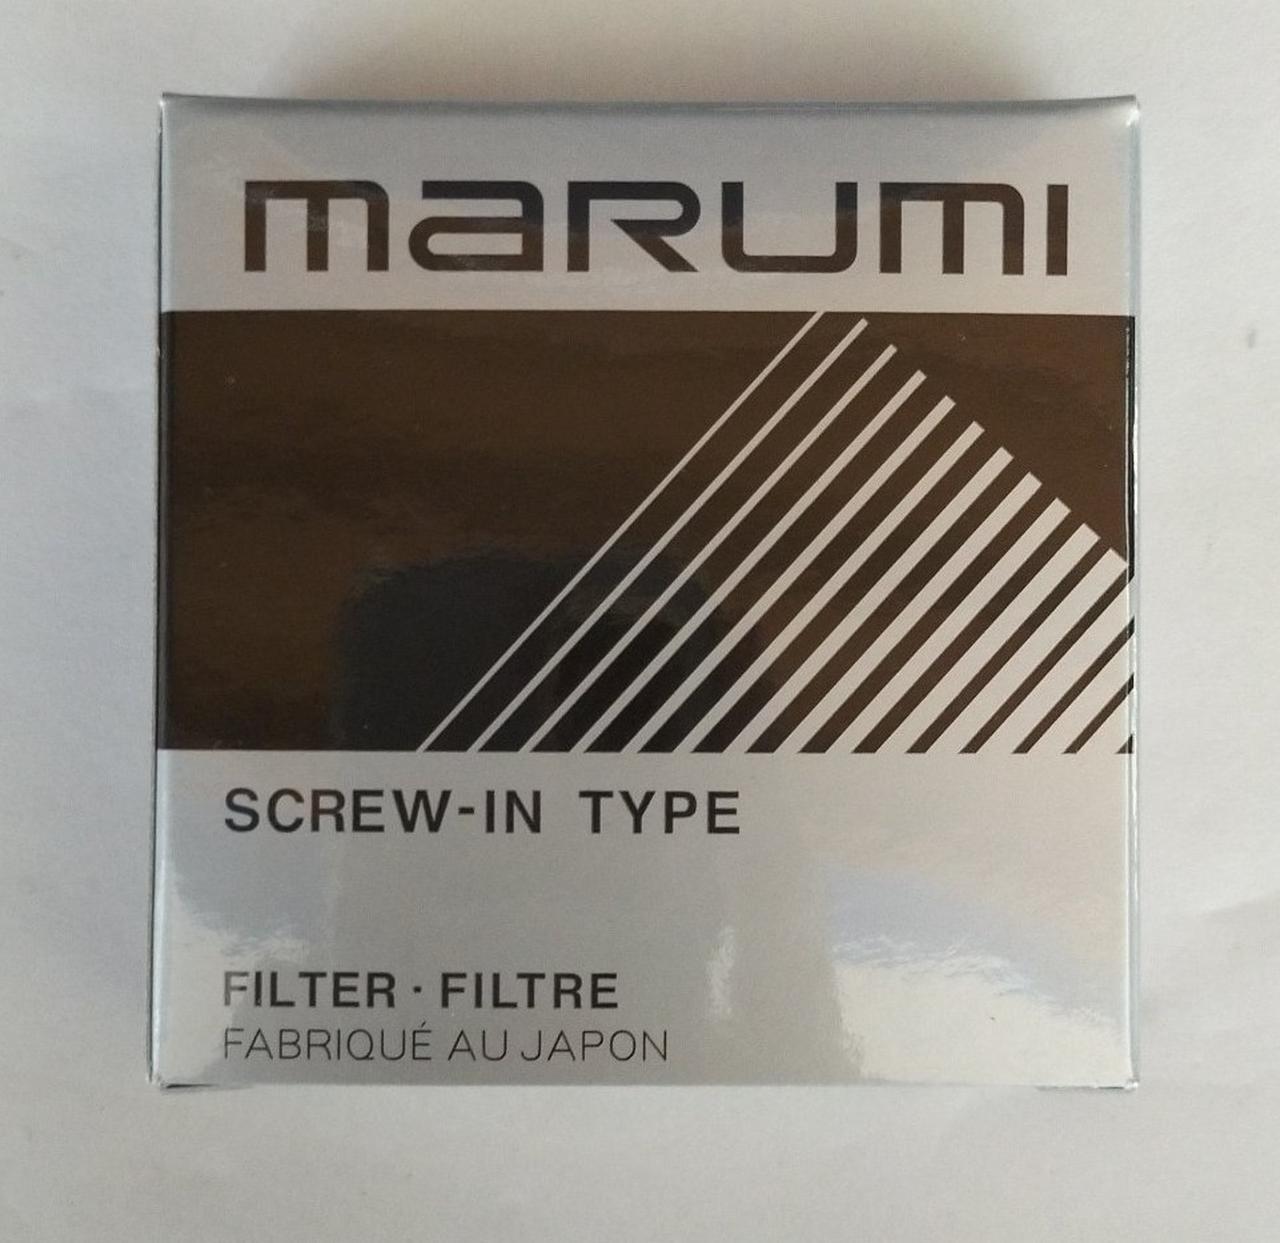 marumi
SCREW-IN TYPE
FILTER · FILTRE
FABRIQUÉ AU JAPON